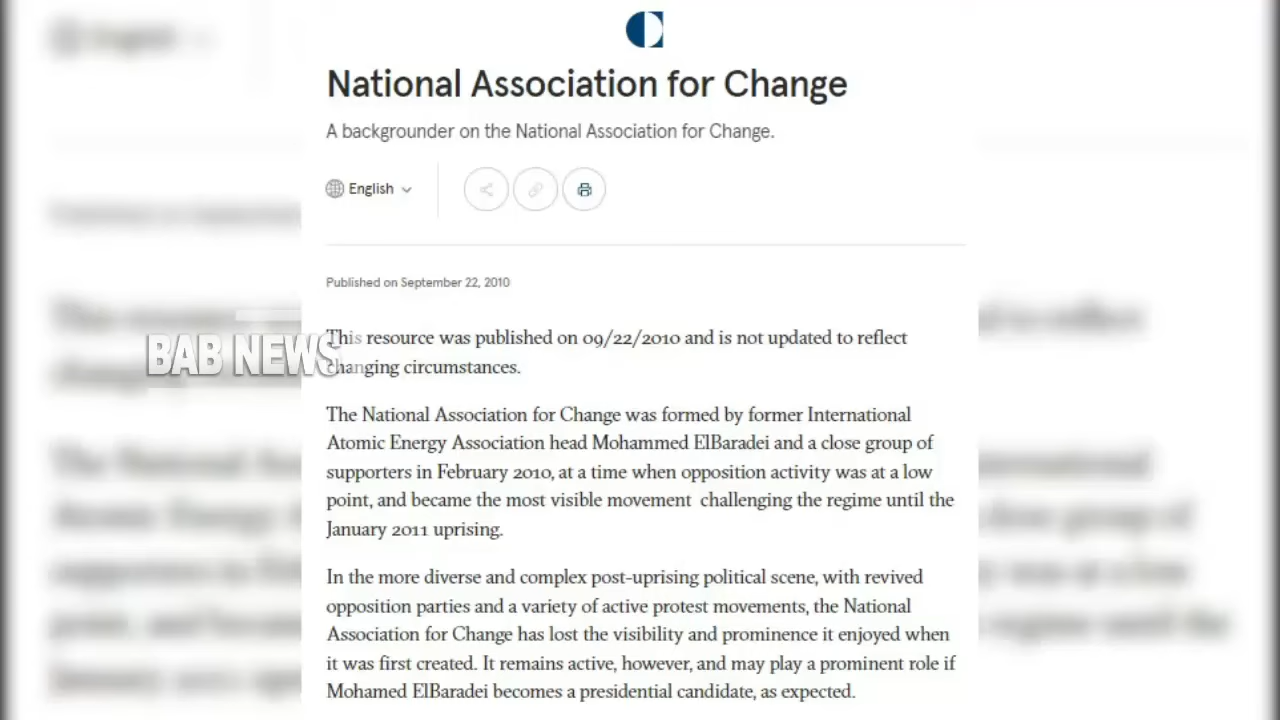 National Association for Change
A backgrounder on the National Association for Change.
English
Published on September 22, 2010
BAB NEWS
This resource was published on 09/22/2010 and is not updated to reflect
changing circumstances.
The National Association for Change was formed by former International
Atomic Energy Association head Mohammed ElBaradei and a close group of
supporters in February 2010, at a time when opposition activity was at a low
point, and became the most visible movement challenging the regime until the
January 2011 uprising.
In the more diverse and complex post-uprising political scene, with revived
opposition parties and a variety of active protest movements, the National
Association for Change has lost the visibility and prominence it enjoyed when
it was first created. It remains active, however, and may play a prominent role if
Mohamed ElBaradei becomes a presidential candidate, as expected.